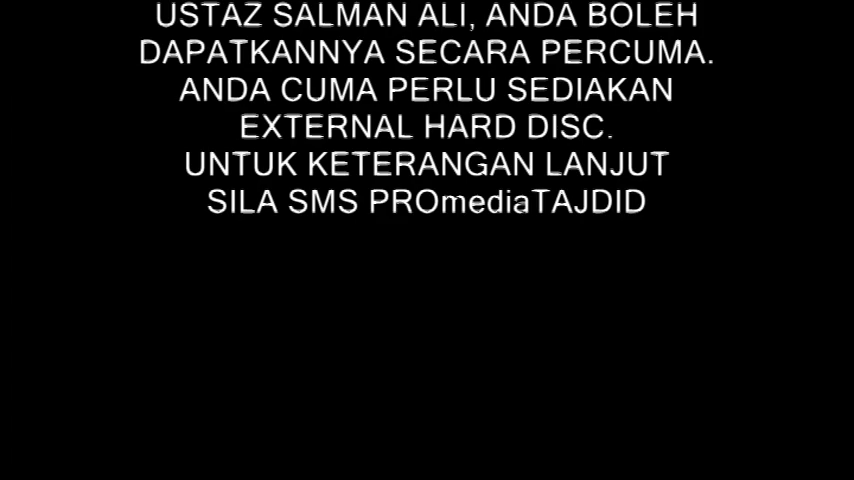 USTAZ SALMAN ALI, ANDA BOLEH
DAPATKANNYA SECARA PERCUMA.
ANDA CUMA PERLU SEDIAKAN
EXTERNAL HARD DISC.
UNTUK KETERANGAN LANJUT
SILA SMS PROmediaTAJDID